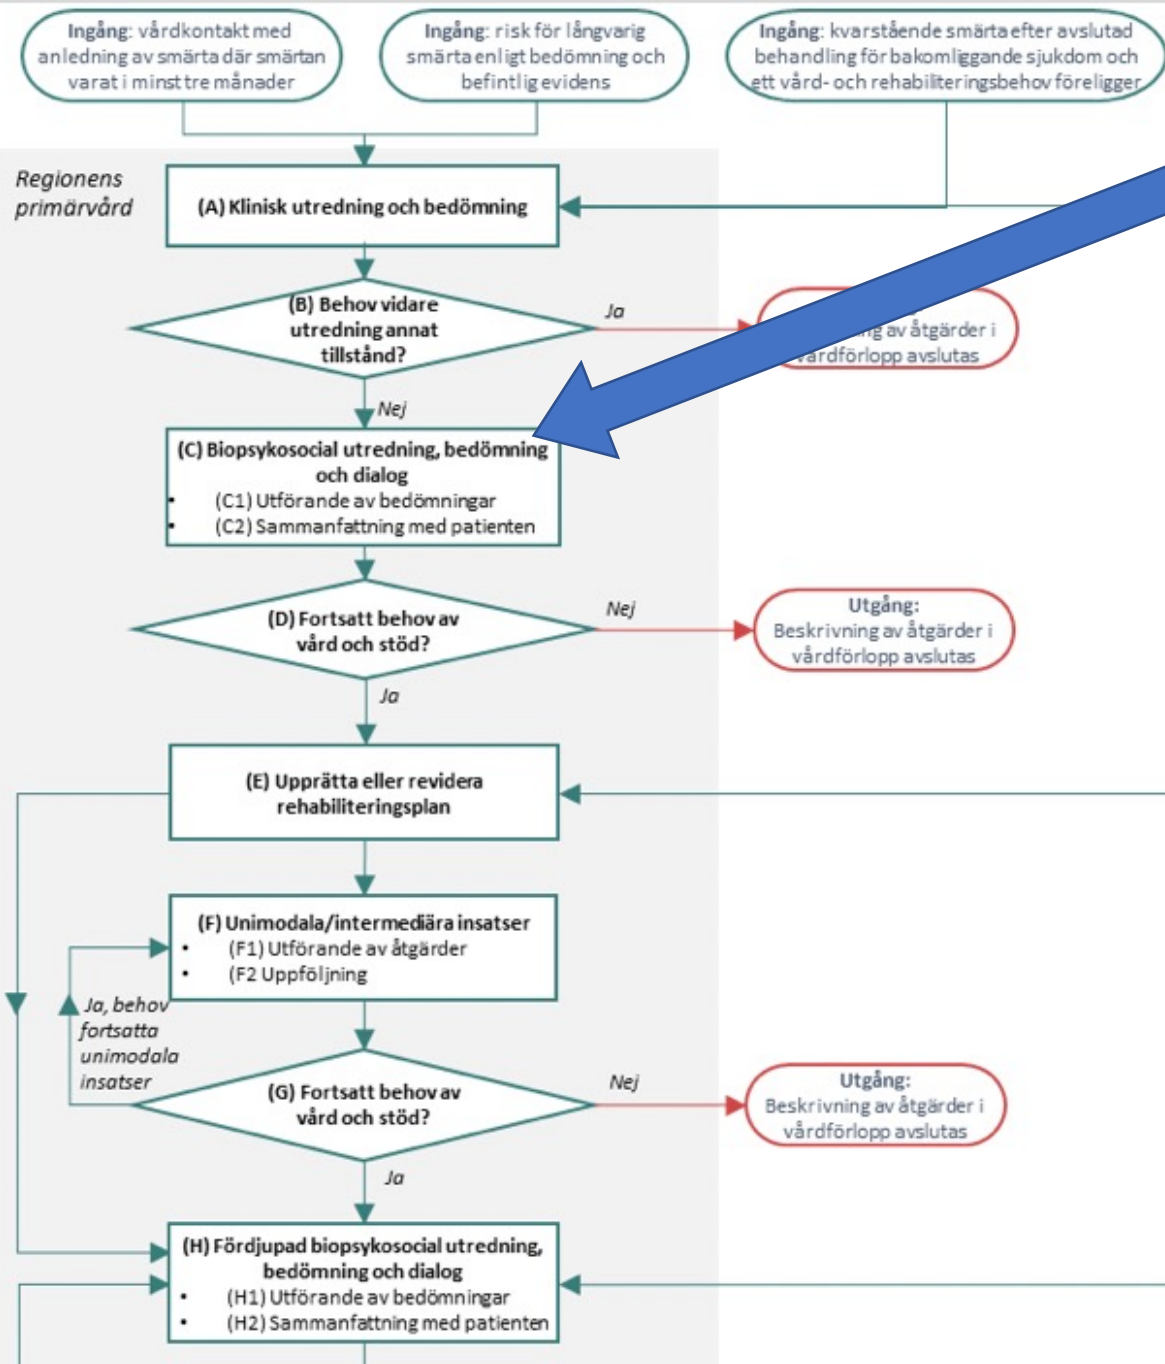 Ingång: vårdkontakt med
anledning av smärta där smärtan
varat i minst tre månader
Ingång: risk för långvarig
smärta enligt bedömning och
befintlig evidens
Ingång: kvarstående smärta efter avslutad
behandling för bakomliggande sjukdom och
ett vård- och rehabiliteringsbehov föreligger
Regionens
primärvård
(A) Klinisk utredning och bedömning
(B) Behov vidare
utredning annat
tillstånd?
Ja
av åtgärder i
vårdförlopp avslutas
Nej
(C) Biopsykosocial utredning, bedömning
och dialog
• (C1) Utförande av bedömningar
• (C2) Sammanfattning med patienten
(D) Fortsatt behov av
vård och stöd?
Nej
Utgång:
Beskrivning av åtgärder i
vårdförlopp avslutas
Ja
(E) Upprätta eller revidera
rehabiliteringsplan
(F) Unimodala/intermediära insatser
• (F1) Utförande av åtgärder
• (F2 Uppföljning
Ja, behov
fortsatta
unimodala
insatser
(G) Fortsatt behov av
vård och stöd?
Nej
Utgång:
Beskrivning av åtgärder i
vårdförlopp avslutas
Ja
(H) Fördjupad biopsykosocial utredning,
bedömning och dialog
• (H1) Utförande av bedömningar
• (H2) Sammanfattning med patienten